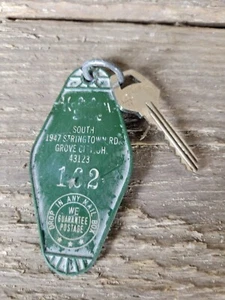 SOUTH
1947 STRINGTOWN RD.
GROVE CITY, OH.
43123
102
DROP IN ANY MAIL BOX
WE
GUARANTEE
POSTAGE